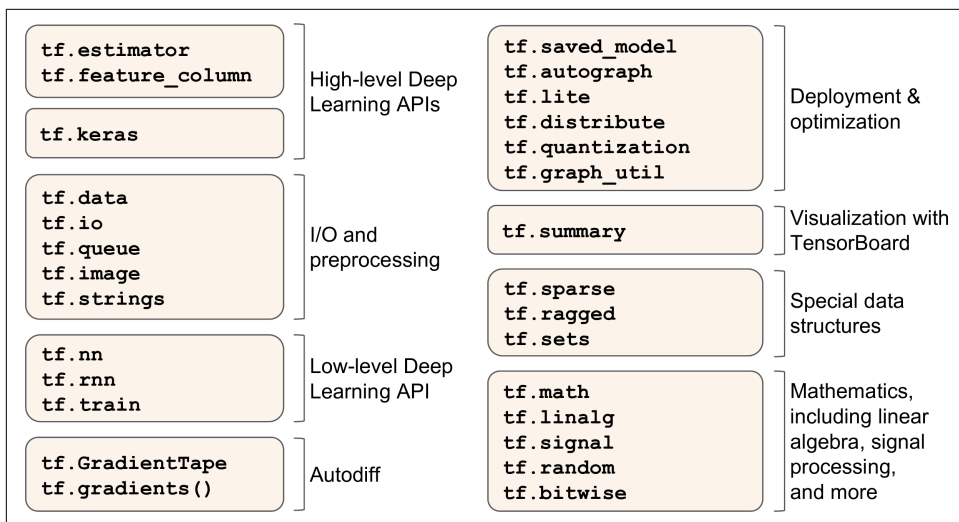 tf.estimator
tf.feature_column
tf.keras
High-level Deep
Learning APIs
tf.data
tf.io
tf.queue
tf.image
tf.strings
I/O and
preprocessing
tf.nn
tf.rnn
tf.train
Low-level Deep
Learning API
tf.GradientTape
tf.gradients()
Autodiff
tf.saved_model
tf.autograph
tf.lite
tf.distribute
tf.quantization
tf.graph_util
Deployment &
optimization
tf.summary
Visualization with
TensorBoard
tf.sparse
tf.ragged
tf.sets
Special data
structures
tf.math
tf.linalg
tf.signal
tf.random
tf.bitwise
Mathematics,
including linear
algebra, signal
processing,
and more